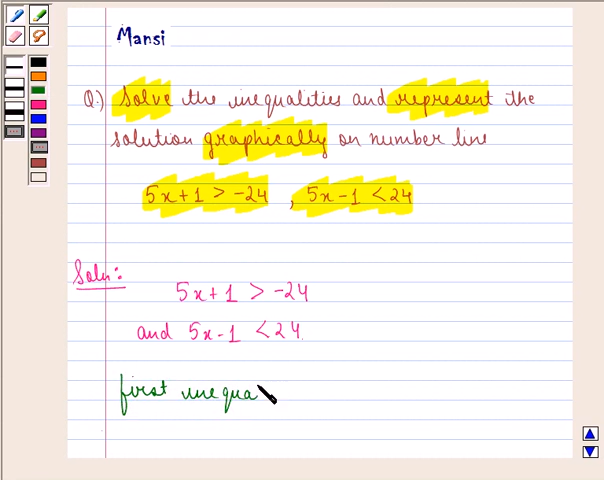 Mansi
Q.) Solve the inequalities and represent the
solution graphically on number line
5x+1 > -24 , 5x-1 < 24
Soln:
5x+1 > -24
and 5x-1 < 24.
first inequa